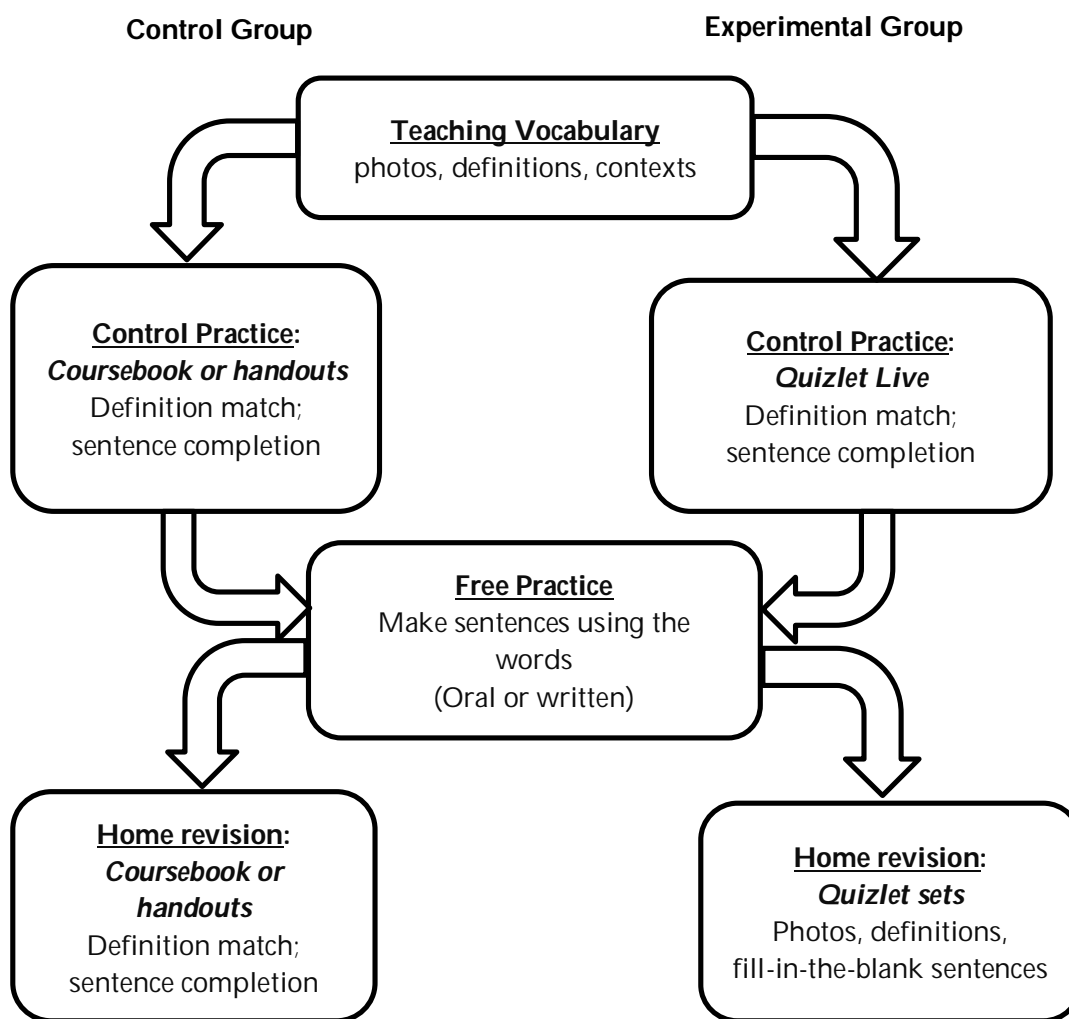 Control Group
Experimental Group
Teaching Vocabulary
photos, definitions, contexts
Control Practice:
Coursebook or handouts
Definition match;
sentence completion
Control Practice:
Quizlet Live
Definition match;
sentence completion
Free Practice
Make sentences using the
words
(Oral or written)
Home revision:
Coursebook or
handouts
Definition match;
sentence completion
Home revision:
Quizlet sets
Photos, definitions,
fill-in-the-blank sentences